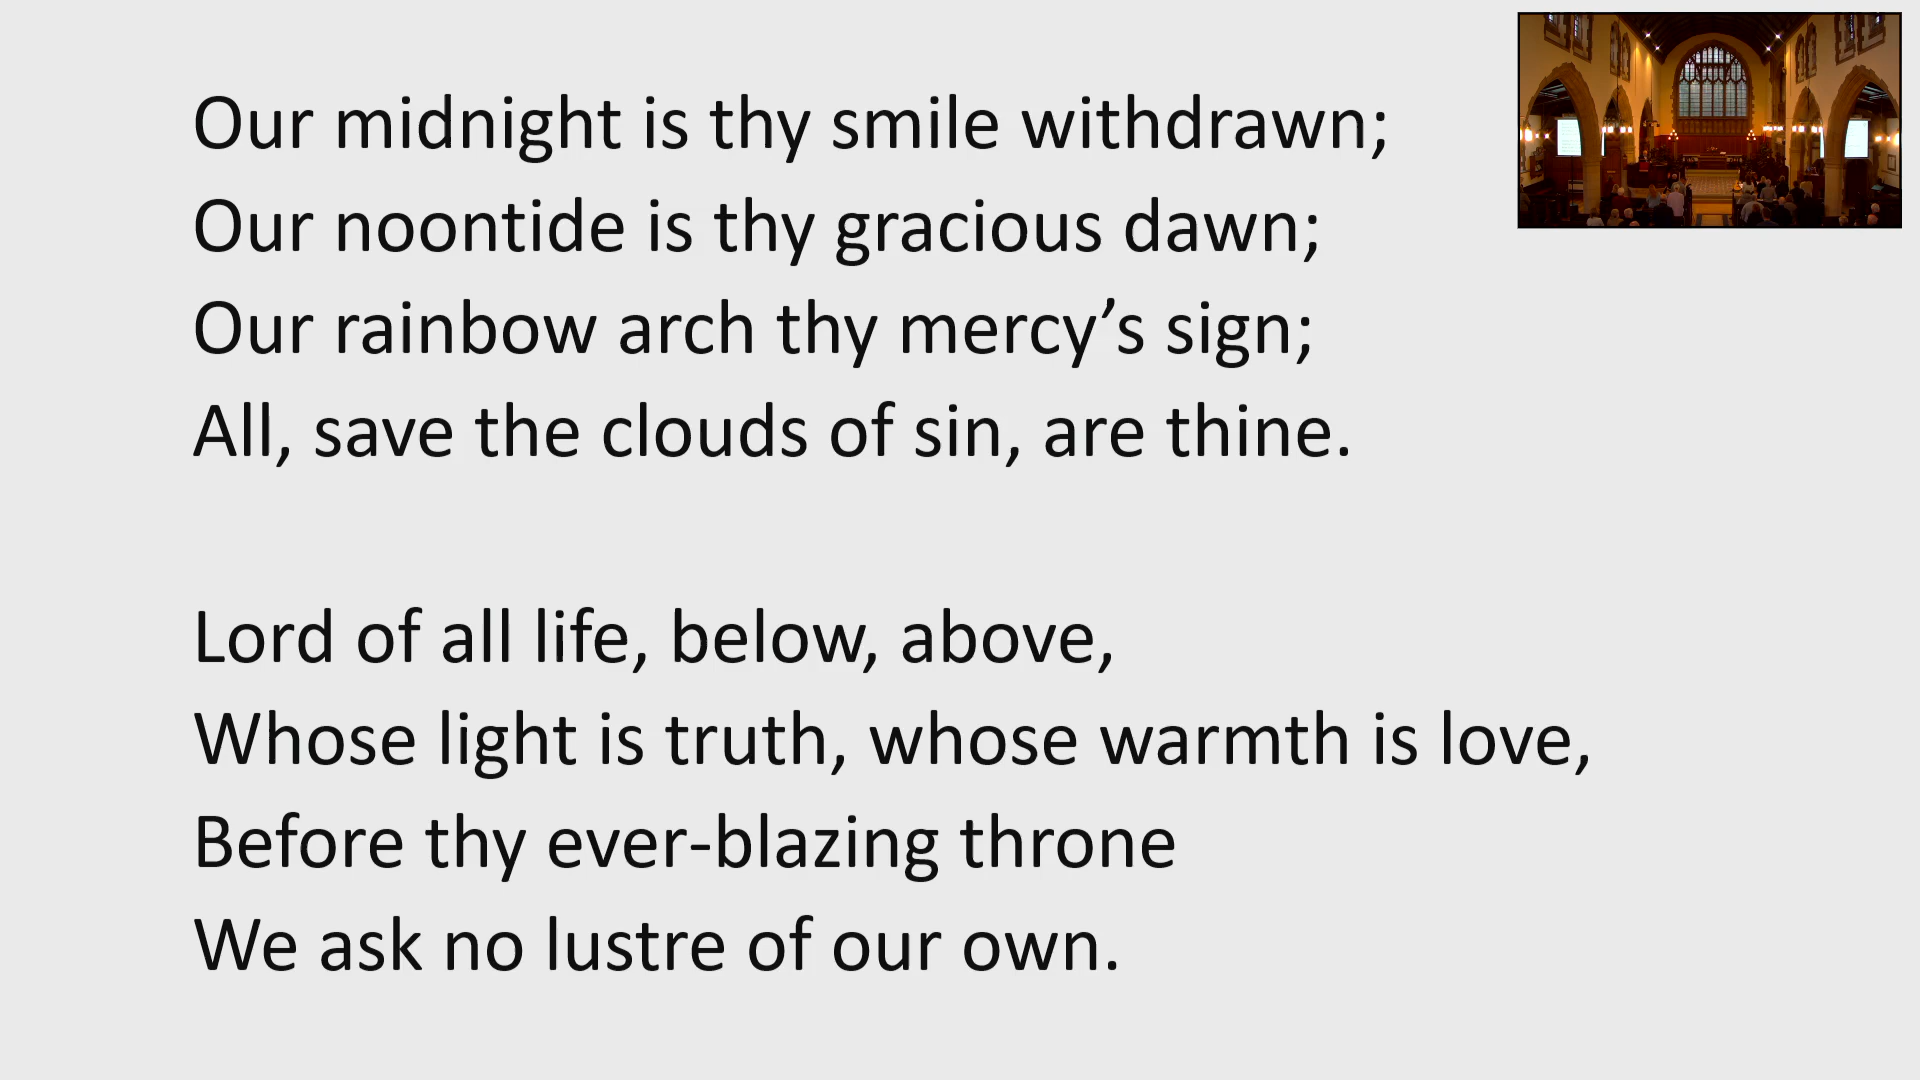 Our midnight is thy smile withdrawn;
Our noontide is thy gracious dawn;
Our rainbow arch thy mercy’s sign;
All, save the clouds of sin, are thine.
Lord of all life, below, above,
Whose light is truth, whose warmth is love,
Before thy ever-blazing throne
We ask no lustre of our own.